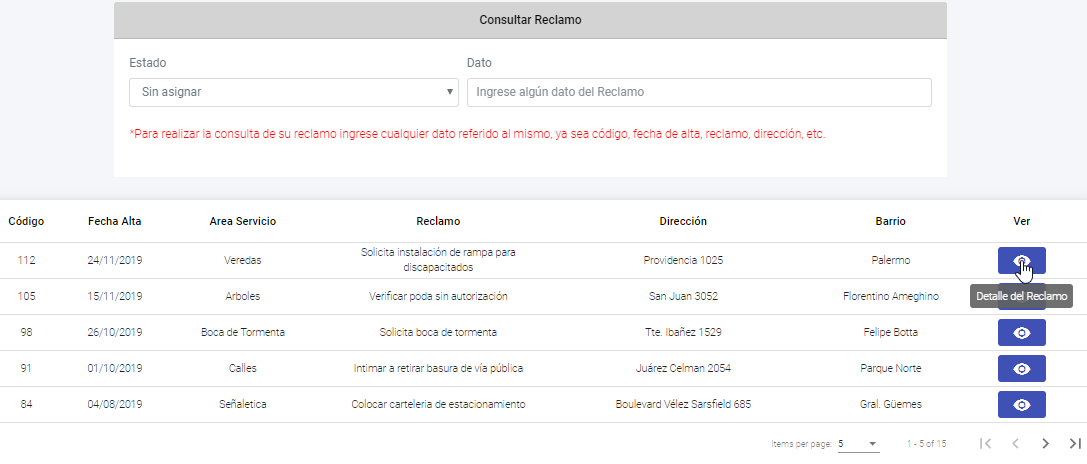 Consultar Reclamo
Estado Dato
Sin asignar Ingrese algún dato del Reclamo
*Para realizar la consulta de su reclamo ingrese cualquier dato referido al mismo, ya sea código, fecha de alta, reclamo, dirección, etc.
Código Fecha Alta Area Servicio Reclamo Dirección Barrio Ver
112 24/11/2019 Veredas Solicita instalación de rampa para discapacitados Providencia 1025 Palermo
105 15/11/2019 Arboles Verificar poda sin autorización San Juan 3052 Florentino Ameghino
Detalle del Reclamo
98 26/10/2019 Boca de Tormenta Solicita boca de tormenta Tte. Ibañez 1529 Felipe Botta
91 01/10/2019 Calles Intimar a retirar basura de vía pública Juárez Celman 2054 Parque Norte
84 04/08/2019 Señaletica Colocar carteleria de estacionamiento Boulevard Vélez Sarsfield 685 Gral. Güemes
Items per page: 5 1 - 5 of 15